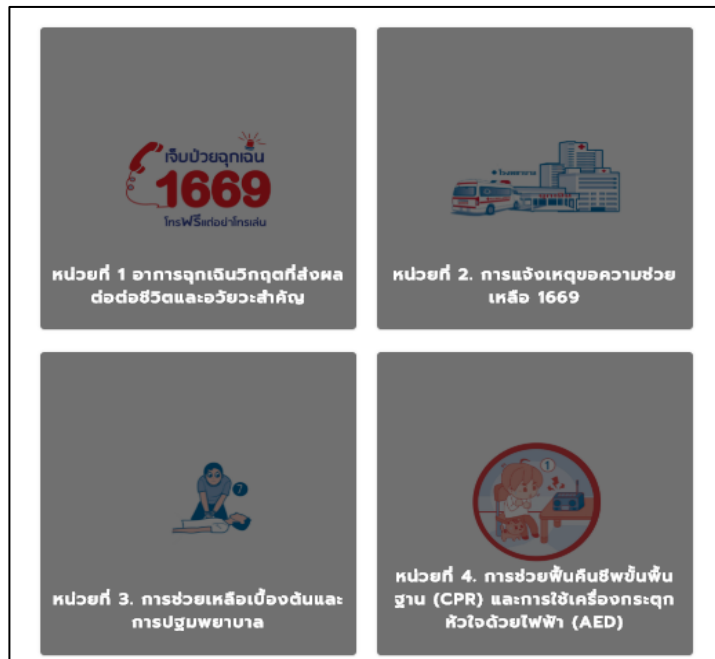 เจ็บป่วยฉุกเฉิน
1669
โทรฟรีแต่อย่าโทรเล่น
หน่วยที่ 1 อาการฉุกเฉินวิกฤตที่ส่งผล
ต่อต่อชีวิตและอวัยวะสำคัญ
โรงพยาบาล
หน่วยที่ 2. การแจ้งเหตุขอความช่วย
เหลือ 1669
7
หน่วยที่ 3. การช่วยเหลือเบื้องต้นและ
การปฐมพยาบาล
1
หน่วยที่ 4. การช่วยฟื้นคืนชีพขั้นพื้น
ฐาน (CPR) และการใช้เครื่องกระตุก
หัวใจด้วยไฟฟ้า (AED)